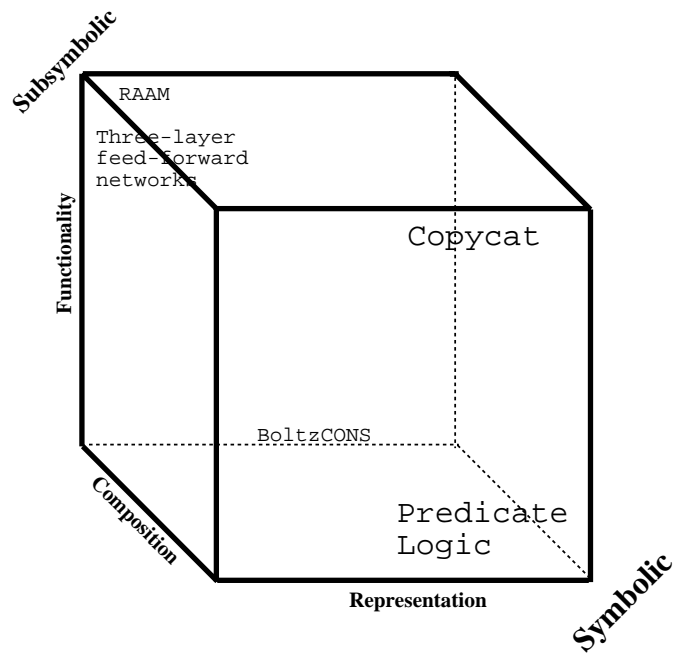 Subsymbolic
RAAM
Three-layer
feed-forward
networks
Functionality
Copycat
BoltzCONS
Composition
Predicate
Logic
Representation
Symbolic